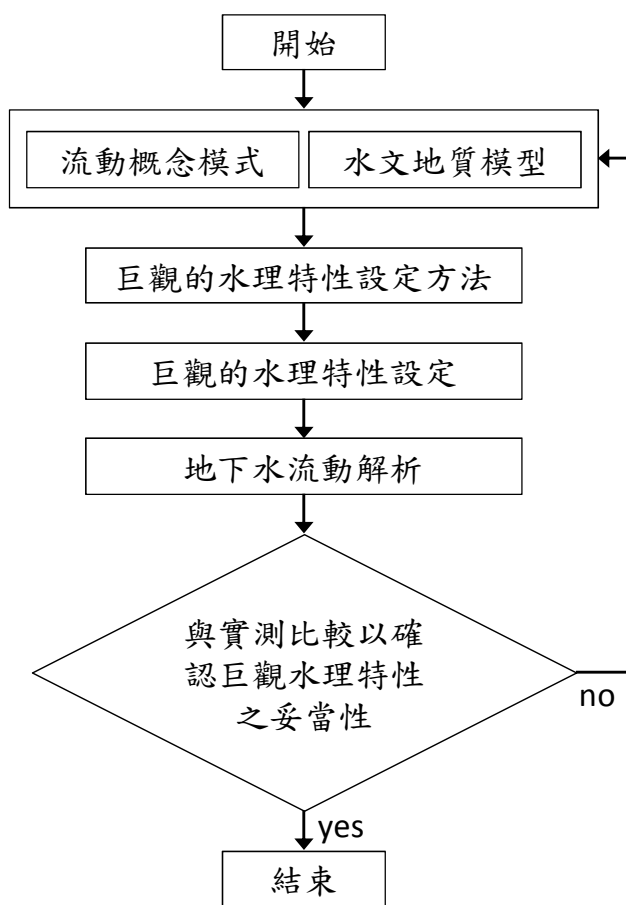 開始
流動概念模式
水文地質模型
巨觀的水理特性設定方法
巨觀的水理特性設定
地下水流動解析
與實測比較以確
認巨觀水理特性
之妥當性
no
yes
結束